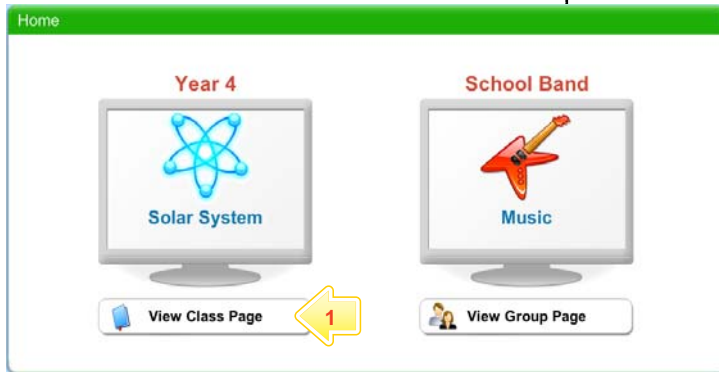 Home
Year 4
School Band
Solar System
Music
View Class Page
1
View Group Page